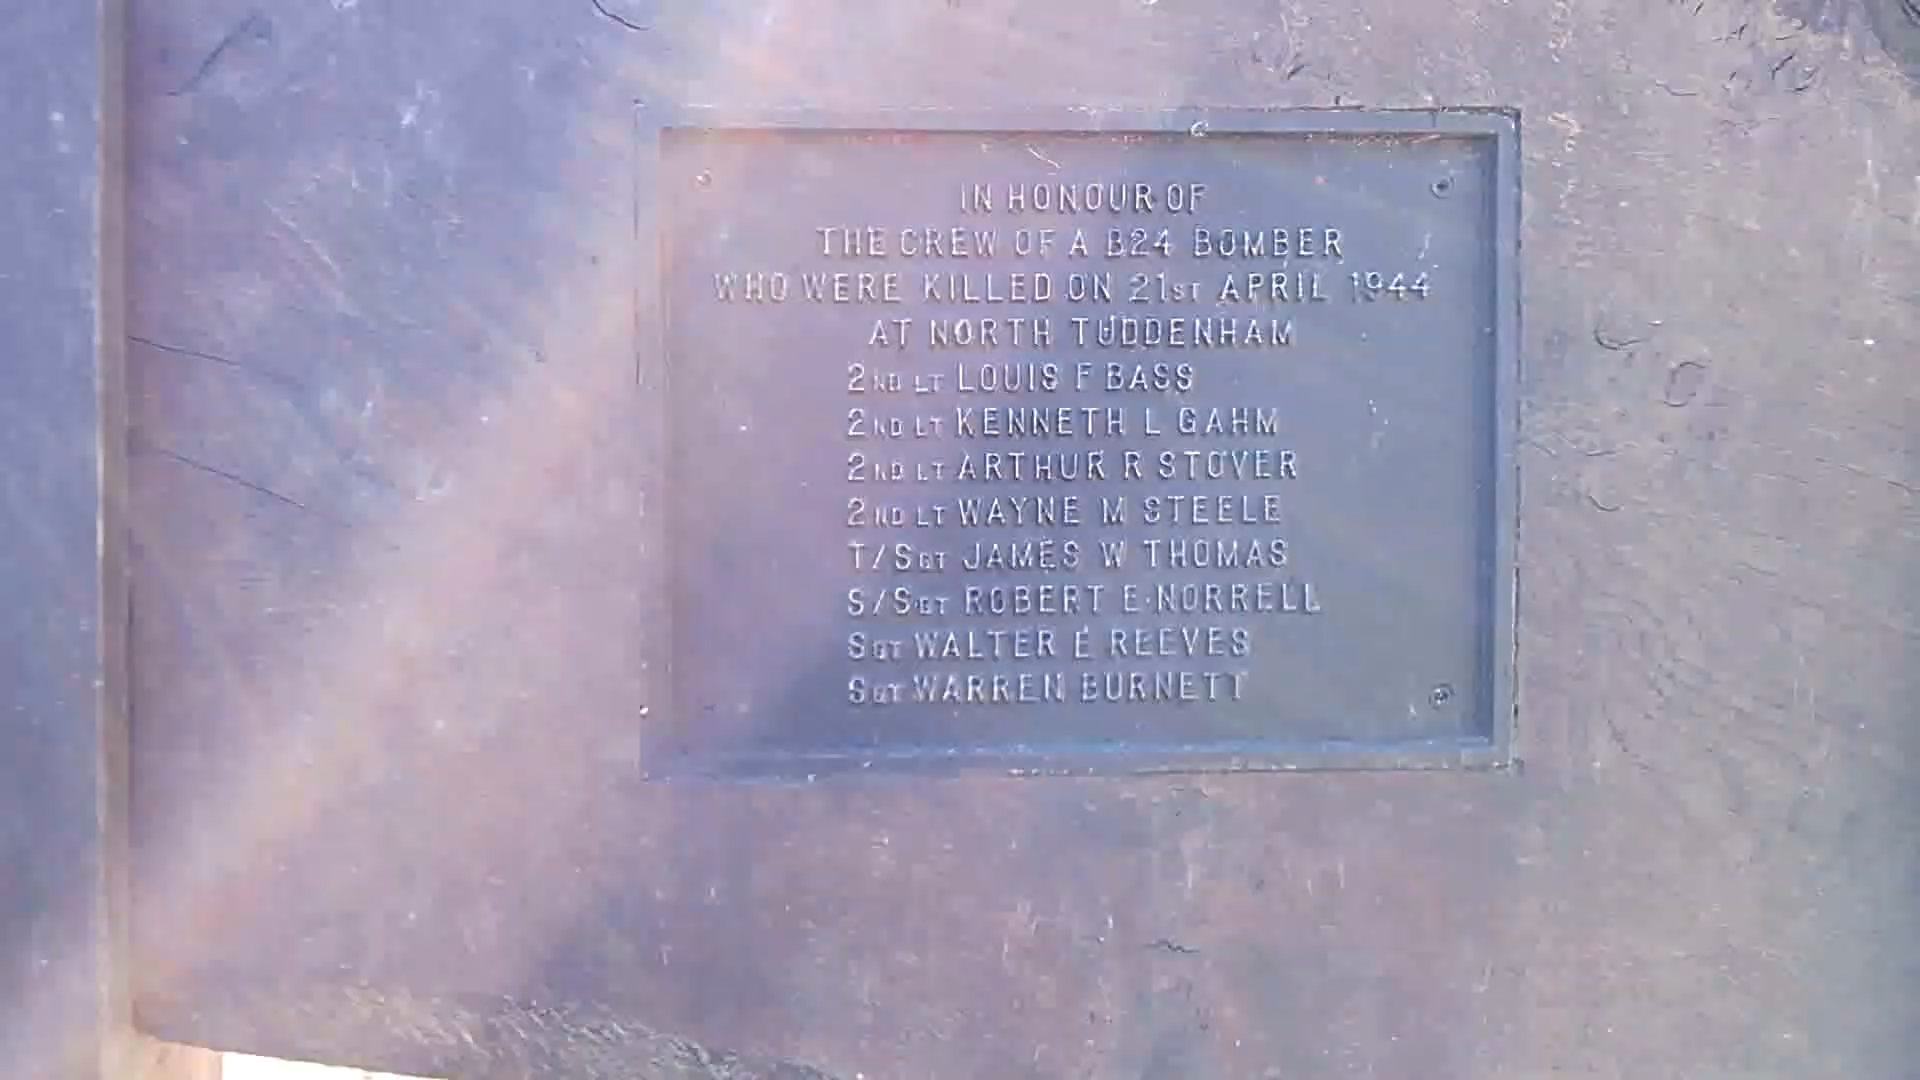 IN HONOUR OF
THE CREW OF A B24 BOMBER
WHO WERE KILLED ON 21ST APRIL 1944
AT NORTH TUDDENHAM
2ND LT LOUIS F BASS
2ND LT KENNETH L GAHM
2ND LT ARTHUR R STOVER
2ND LT WAYNE M STEELE
T/SGT JAMES W THOMAS
S/SGT ROBERT E NORRELL
SGT WALTER E REEVES
SGT WARREN BURNETT